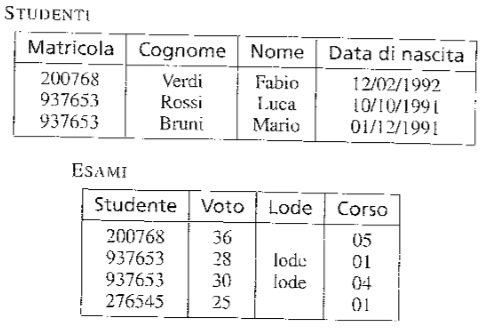 STUDENTI
Matricola Cognome Nome Data di nascita
200768 Verdi Fabio 12/02/1992
937653 Rossi Luca 10/10/1991
937653 Bruni Mario 01/12/1991
ESAMI
Studente Voto Lode Corso
200768 36 05
937653 28 lode 01
937653 30 lode 04
276545 25 01